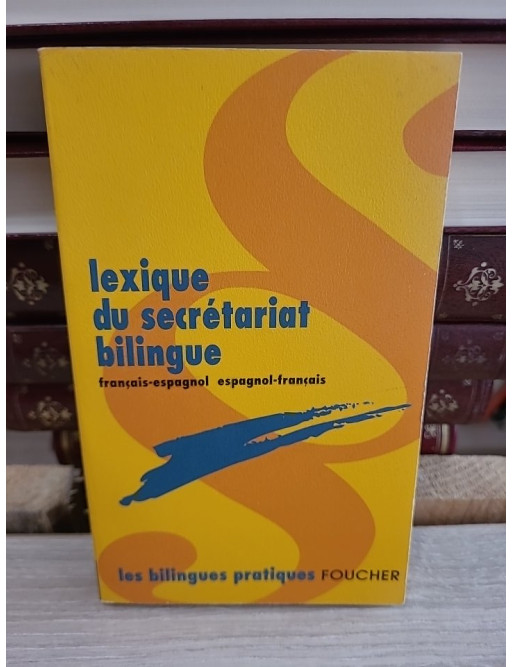 lexique
du secrétariat
bilingue
français-espagnol espagnol-français
les bilingues pratiques FOUCHER